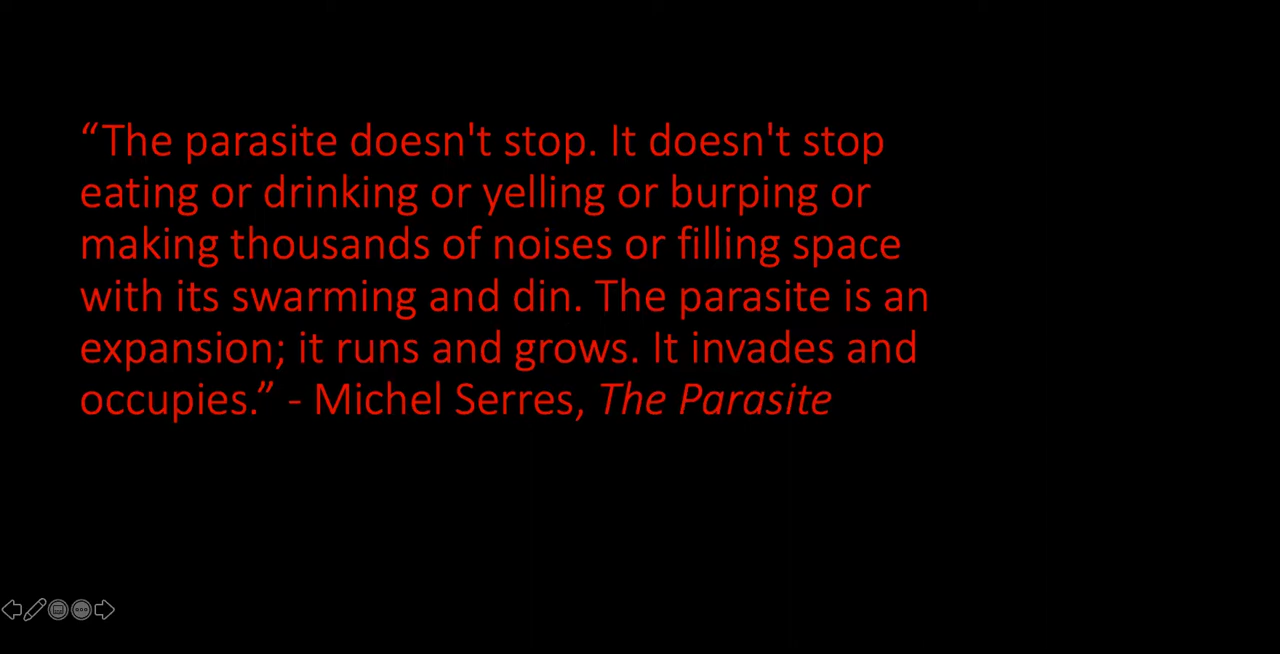 “The parasite doesn't stop. It doesn't stop
eating or drinking or yelling or burping or
making thousands of noises or filling space
with its swarming and din. The parasite is an
expansion; it runs and grows. It invades and
occupies.” - Michel Serres, The Parasite